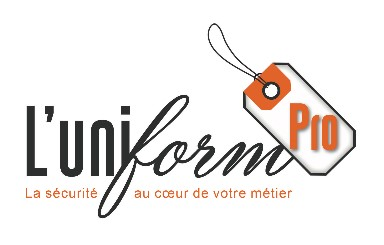 L'uniform Pro
La sécurité au cœur de votre métier